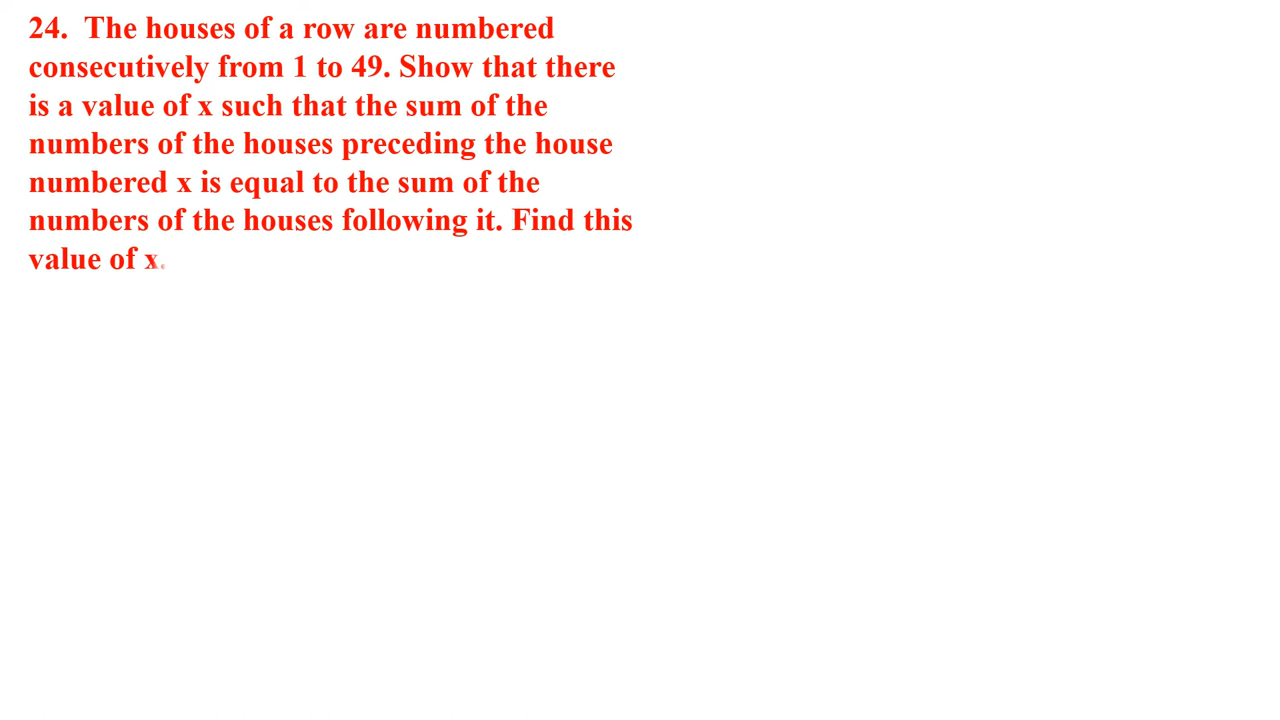 24.  The houses of a row are numbered
consecutively from 1 to 49. Show that there
is a value of x such that the sum of the
numbers of the houses preceding the house
numbered x is equal to the sum of the
numbers of the houses following it. Find this
value of x.